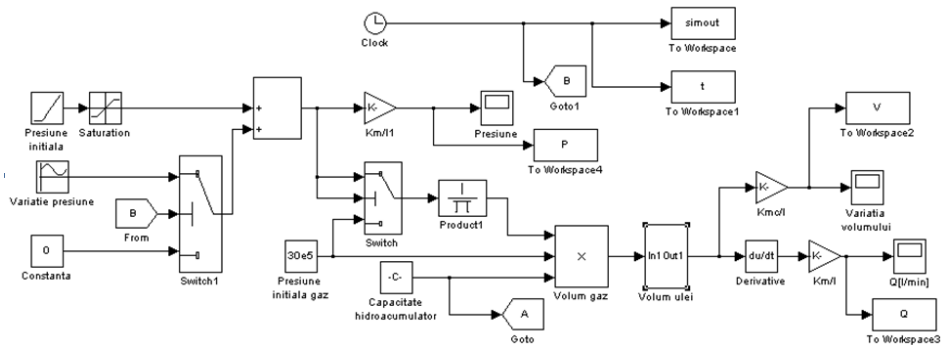 Clock
simout
To Workspace
B
Goto1
t
To Workspace1
Presiune
initiala
Saturation
+
+
K-
Km/l1
Presiune
P
To Workspace4
V
To Workspace2
Variatie presiune
B
From
0
Constanta
Switch1
Switch
Product1
30e5
Presiune
initiala gaz
-C-
Capacitate
hidroacumulator
A
Goto
×
Volum gaz
In1 Out1
Volum ulei
K-
Kmc/l
Variatia
volumului
du/dt
Derivative
K-
Km/l
Q[l/min]
Q
To Workspace3